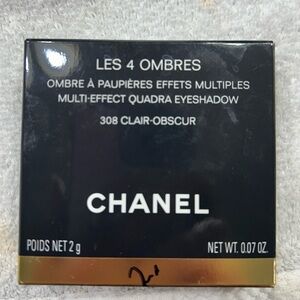 LES 4 OMBRES
OMBRE À PAUPIÈRES EFFETS MULTIPLES
MULTI-EFFECT QUADRA EYESHADOW
308 CLAIR-OBSCUR
CHANEL
POIDS NET 2 g NET WT. 0.07 OZ.